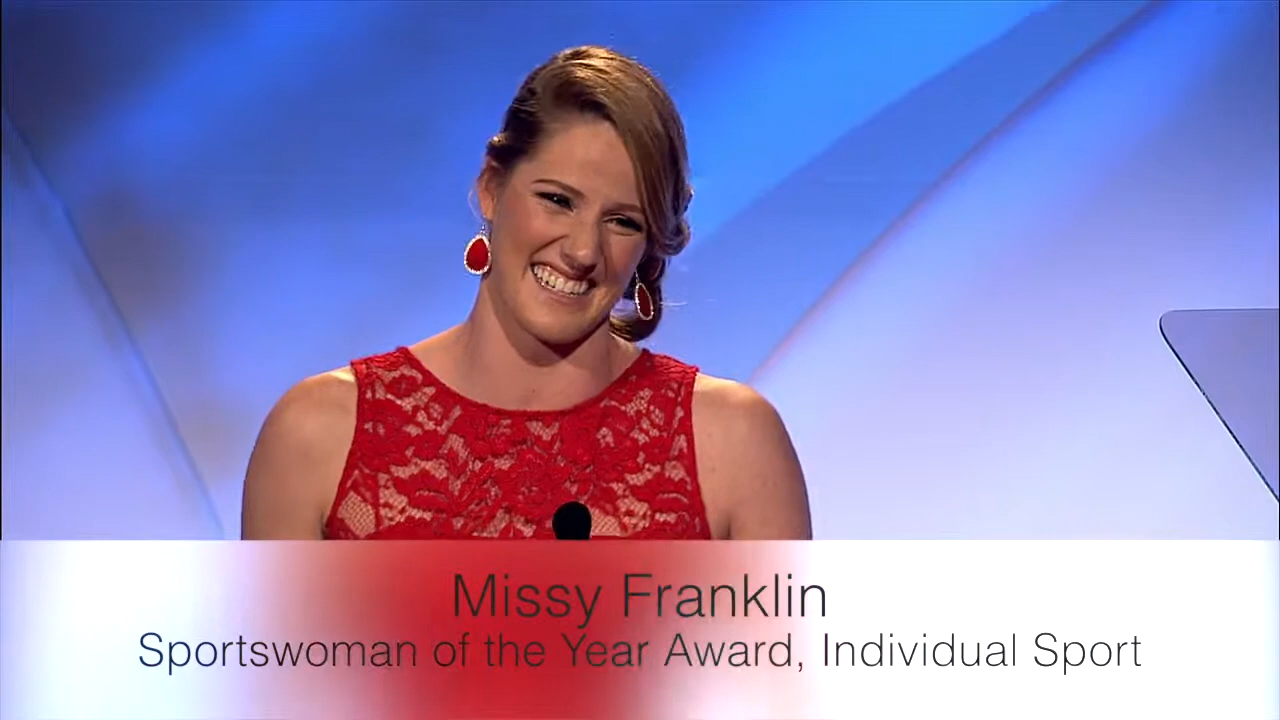 Missy Franklin
Sportswoman of the Year Award, Individual Sport